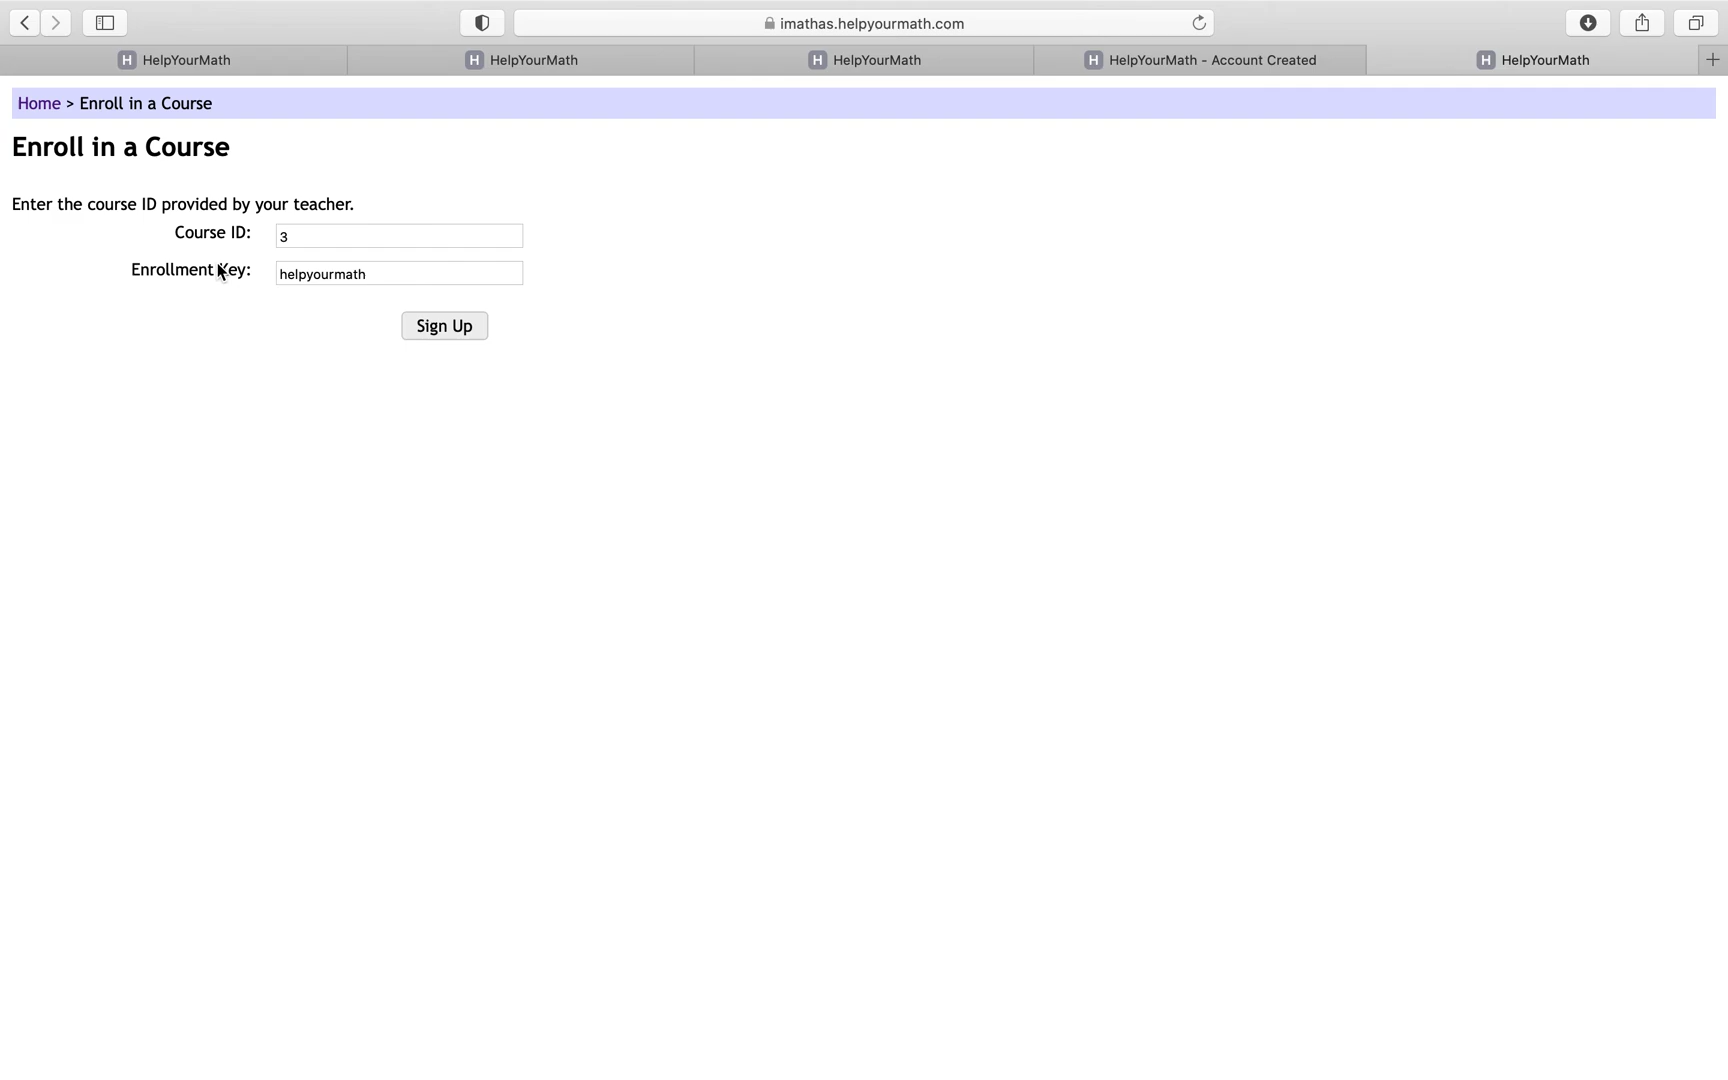 imathas.helpyourmath.com
H HelpYourMath
H HelpYourMath
H HelpYourMath
H HelpYourMath - Account Created
H HelpYourMath
Home > Enroll in a Course
Enroll in a Course
Enter the course ID provided by your teacher.
Course ID: 3
Enrollment Key: helpyourmath
Sign Up